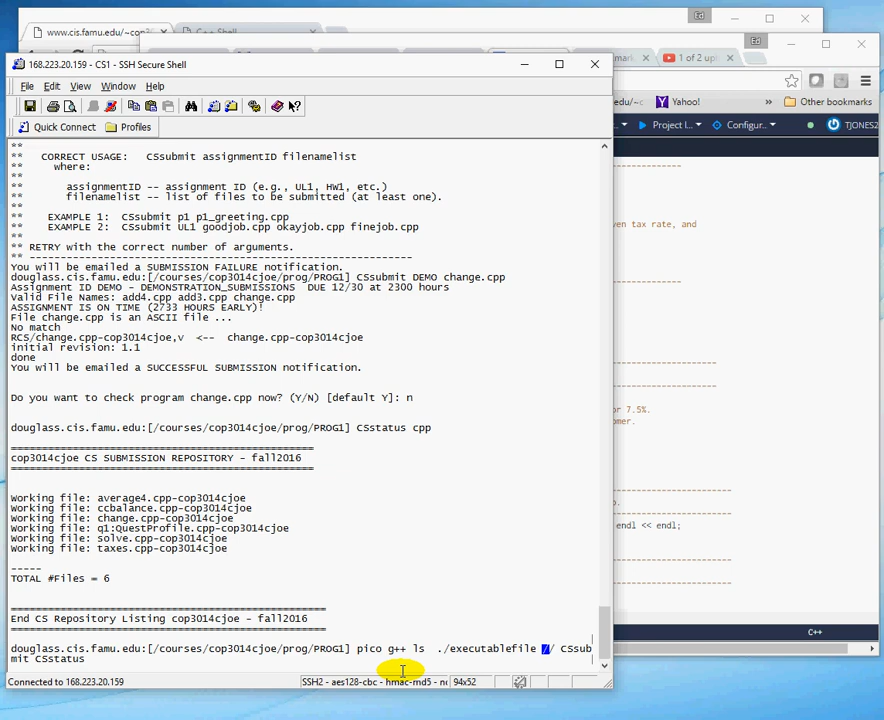 Ed
www.cis.famu.edu/~cop3
C++ Shell
Ed
mark
1 of 2 up
168.223.20.159 - CS1 - SSH Secure Shell
edu/~c
Yahoo!
»
Other bookmarks
File Edit View Window Help
Project I...
Configur...
TJONES2
Quick Connect
Profiles
**
** CORRECT USAGE: CSsubmit assignmentID filenamelist
** where:
**
** assignmentID -- assignment ID (e.g., UL1, HW1, etc.)
** filenamelist -- list of files to be submitted (at least one).
**
** EXAMPLE 1: CSsubmit p1 p1_greeting.cpp
** EXAMPLE 2: CSsubmit UL1 goodjob.cpp okayjob.cpp finejob.cpp
**
** RETRY with the correct number of arguments.
** -------------------------------------------------------
You will be emailed a SUBMISSION FAILURE notification.
douglass.cis.famu.edu:[/courses/cop3014cjoe/prog/PROG1] CSsubmit DEMO change.cpp
Assignment ID DEMO - DEMONSTRATION_SUBMISSIONS DUE 12/30 at 2300 hours
Valid File Names: add4.cpp add3.cpp change.cpp
ASSIGNMENT IS ON TIME (2733 HOURS EARLY)!
File change.cpp is an ASCII file ...
No match
RCS/change.cpp-cop3014cjoe,v <-- change.cpp-cop3014cjoe
initial revision: 1.1
done
You will be emailed a SUCCESSFUL SUBMISSION notification.
Do you want to check program change.cpp now? (Y/N) [default Y]: n
douglass.cis.famu.edu:[/courses/cop3014cjoe/prog/PROG1] CSstatus cpp
=================================================
cop3014cjoe CS SUBMISSION REPOSITORY - fall2016
=================================================
Working file: average4.cpp-cop3014cjoe
Working file: ccbalance.cpp-cop3014cjoe
Working file: change.cpp-cop3014cjoe
Working file: q1:QuestProfile.cpp-cop3014cjoe
Working file: solve.cpp-cop3014cjoe
Working file: taxes.cpp-cop3014cjoe
-----
TOTAL #Files = 6
===================================================
End CS Repository Listing cop3014cjoe - fall2016
===================================================
douglass.cis.famu.edu:[/courses/cop3014cjoe/prog/PROG1] pico g++ ls ./executablefile // CSsub
mit CSstatus
Connected to 168.223.20.159
SSH2 - aes128-cbc - hmac-md5 - nc
94x52
ven tax rate, and
or 7.5%.
omer.
o.
endl << endl;
C++